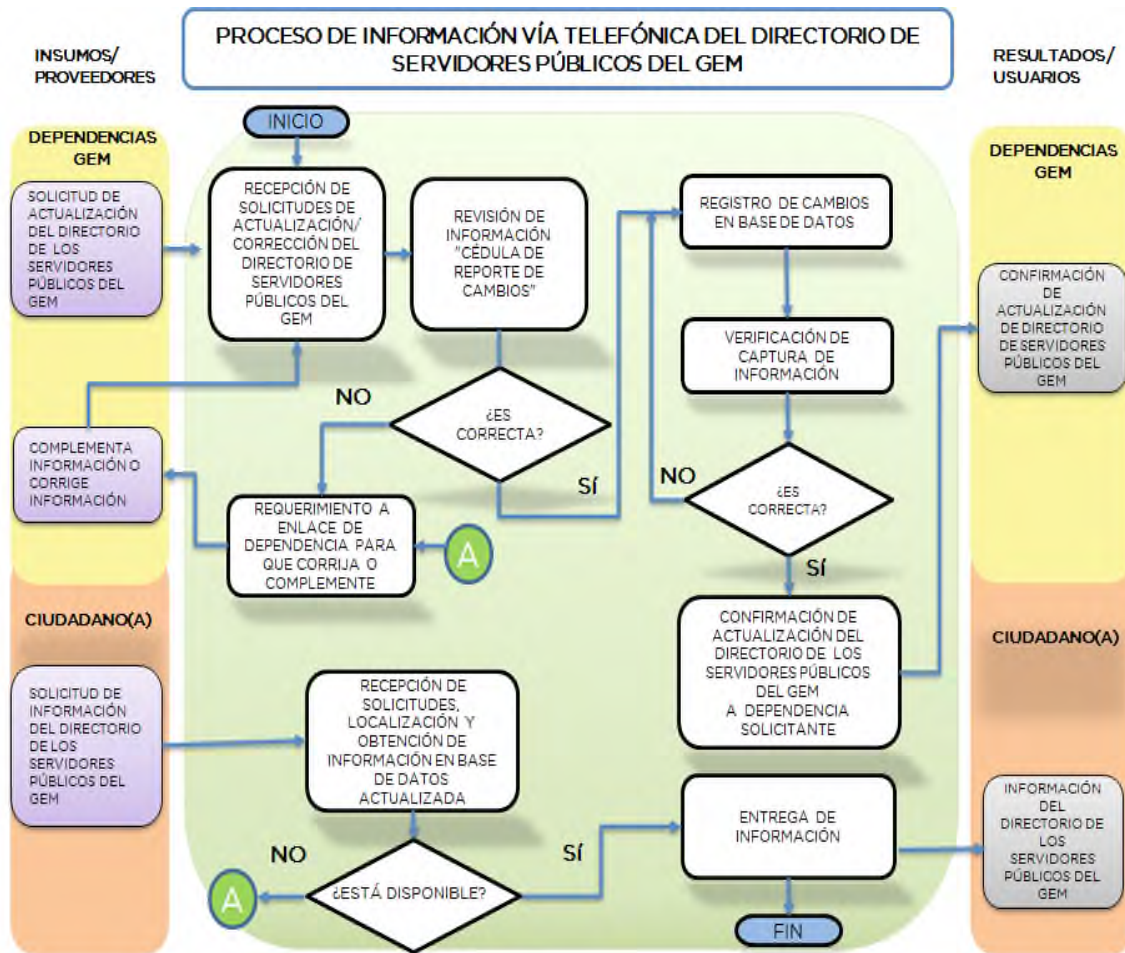 PROCESO DE INFORMACIÓN VÍA TELEFÓNICA DEL DIRECTORIO DE
SERVIDORES PÚBLICOS DEL GEM
INSUMOS/
PROVEEDORES
RESULTADOS/
USUARIOS
DEPENDENCIAS
GEM
SOLICITUD DE
ACTUALIZACIÓN
DEL DIRECTORIO
DE LOS
SERVIDORES
PÚBLICOS DEL
GEM
COMPLEMENTA
INFORMACIÓN O
CORRIGE
INFORMACIÓN
CIUDADANO(A)
SOLICITUD DE
INFORMACIÓN
DEL DIRECTORIO
DE LOS
SERVIDORES
PÚBLICOS DEL
GEM
INICIO
RECEPCIÓN DE
SOLICITUDES DE
ACTUALIZACIÓN/
CORRECCIÓN DEL
DIRECTORIO DE
SERVIDORES
PÚBLICOS DEL
GEM
REVISIÓN DE
INFORMACIÓN
"CÉDULA DE
REPORTE DE
CAMBIOS"
¿ES
CORRECTA?
NO
SÍ
REQUERIMIENTO A
ENLACE DE
DEPENDENCIA PARA
QUE CORRIJA O
COMPLEMENTE
A
REGISTRO DE CAMBIOS
EN BASE DE DATOS
VERIFICACIÓN DE
CAPTURA DE
INFORMACIÓN
¿ES
CORRECTA?
NO
SÍ
CONFIRMACIÓN DE
ACTUALIZACIÓN DEL
DIRECTORIO DE LOS
SERVIDORES PÚBLICOS
DEL GEM
A DEPENDENCIA
SOLICITANTE
RECEPCIÓN DE
SOLICITUDES,
LOCALIZACIÓN Y
OBTENCIÓN DE
INFORMACIÓN EN BASE
DE DATOS
ACTUALIZADA
¿ESTÁ DISPONIBLE?
NO
A
SÍ
ENTREGA DE
INFORMACIÓN
FIN
DEPENDENCIAS
GEM
CONFIRMACIÓN
DE
ACTUALIZACIÓN
DE DIRECTORIO
DE SERVIDORES
PÚBLICOS DEL
GEM
CIUDADANO(A)
INFORMACIÓN
DEL
DIRECTORIO DE
LOS
SERVIDORES
PÚBLICOS DEL
GEM